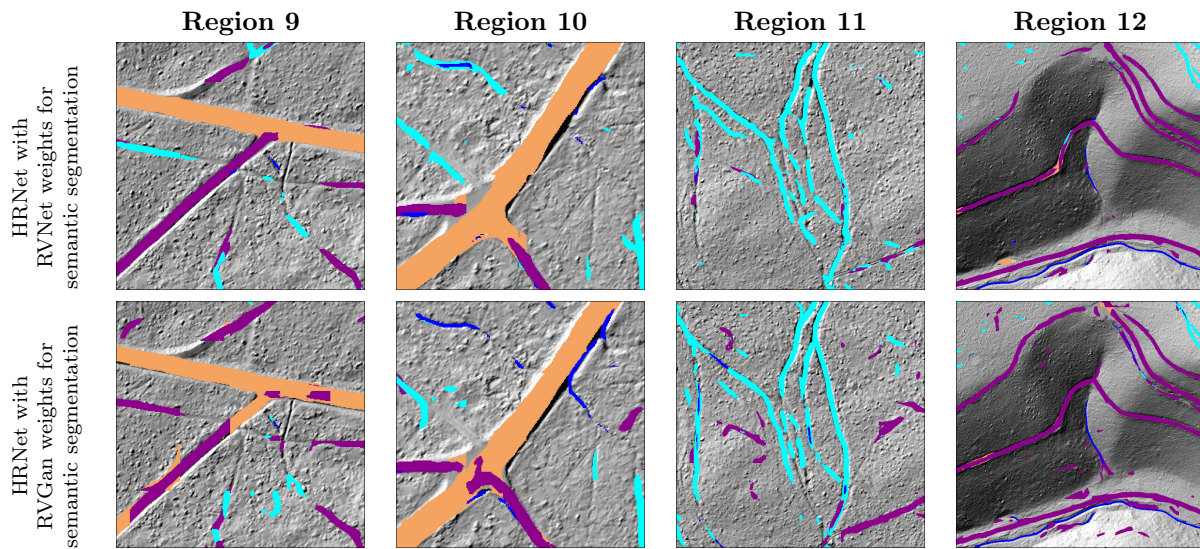 Region 9
Region 10
Region 11
Region 12
HRNet with
RVNet weights for
semantic segmentation
HRNet with
RVGan weights for
semantic segmentation